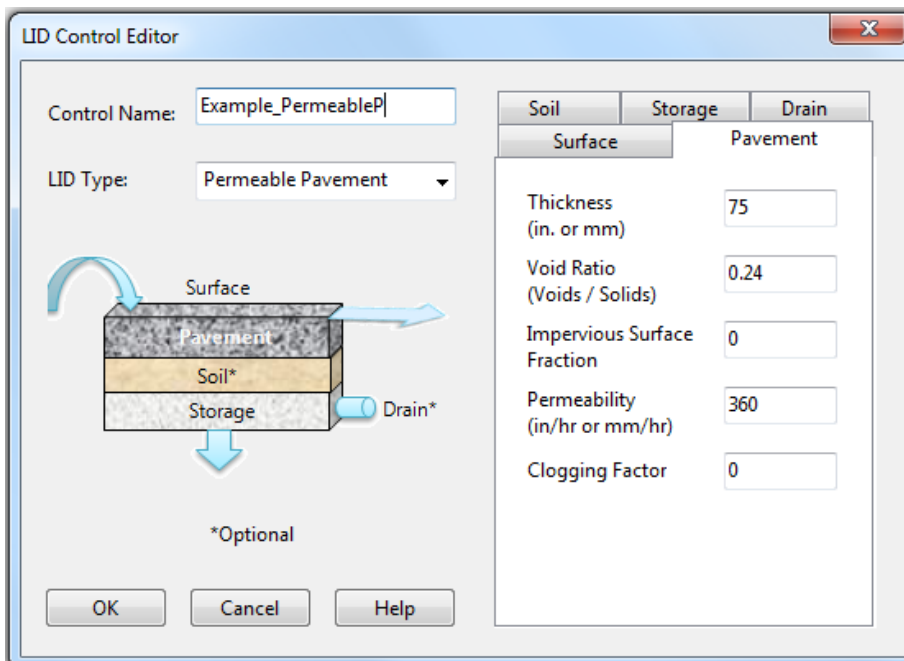 LID Control Editor
Control Name:
Example_PermeableP
LID Type:
Permeable Pavement
Surface
Pavement
Soil*
Storage
Drain*
*Optional
OK
Cancel
Help
Soil
Storage
Drain
Surface
Pavement
Thickness
(in. or mm)
75
Void Ratio
(Voids / Solids)
0.24
Impervious Surface
Fraction
0
Permeability
(in/hr or mm/hr)
360
Clogging Factor
0